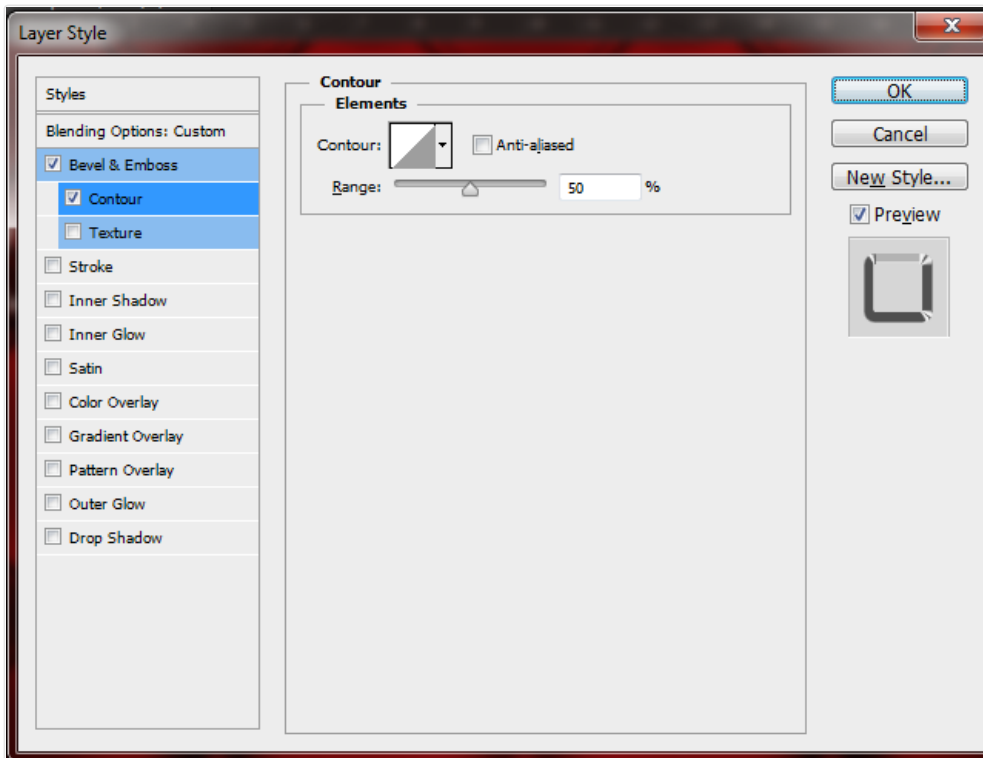 Layer Style
Styles
Blending Options: Custom
Bevel & Emboss
Contour
Texture
Stroke
Inner Shadow
Inner Glow
Satin
Color Overlay
Gradient Overlay
Pattern Overlay
Outer Glow
Drop Shadow
Contour
Elements
Contour:
Anti-aliased
Range: 50 %
OK
Cancel
New Style...
Preview